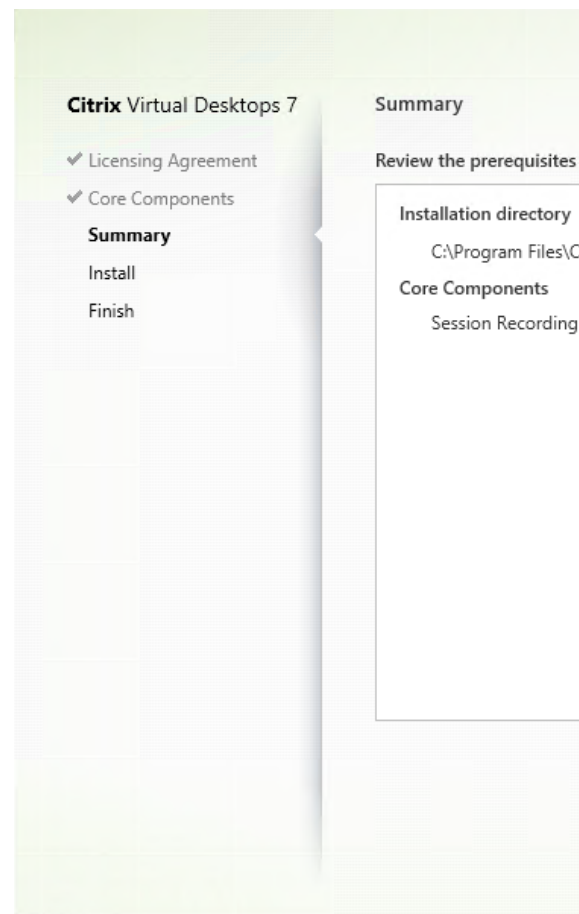 Citrix Virtual Desktops 7
Licensing Agreement
Core Components
Summary
Install
Finish
Summary
Review the prerequisites
Installation directory
C:\Program Files\C
Core Components
Session Recording